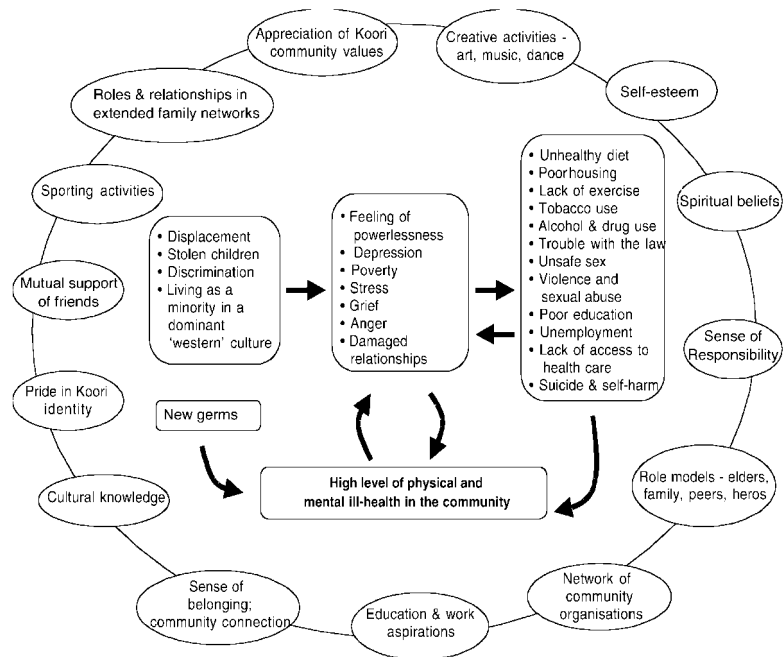 Appreciation of Koori
community values
Creative activities -
art, music, dance
Self-esteem
Roles & relationships in
extended family networks
Sporting activities
Spiritual beliefs
Mutual support
of friends
Sense of
Responsibility
Pride in Koori
identity
Cultural knowledge
Role models - elders,
family, peers, heros
Sense of
belonging;
community connection
Education & work
aspirations
Network of
community
organisations
• Displacement
• Stolen children
• Discrimination
• Living as a
minority in a
dominant
'western' culture
• Feeling of
powerlessness
• Depression
• Poverty
• Stress
• Grief
• Anger
• Damaged
relationships
• Unhealthy diet
• Poorhousing
• Lack of exercise
• Tobacco use
• Alcohol & drug use
• Trouble with the law
• Unsafe sex
• Violence and
sexual abuse
• Poor education
• Unemployment
• Lack of access to
health care
• Suicide & self-harm
New germs
High level of physical and
mental ill-health in the community